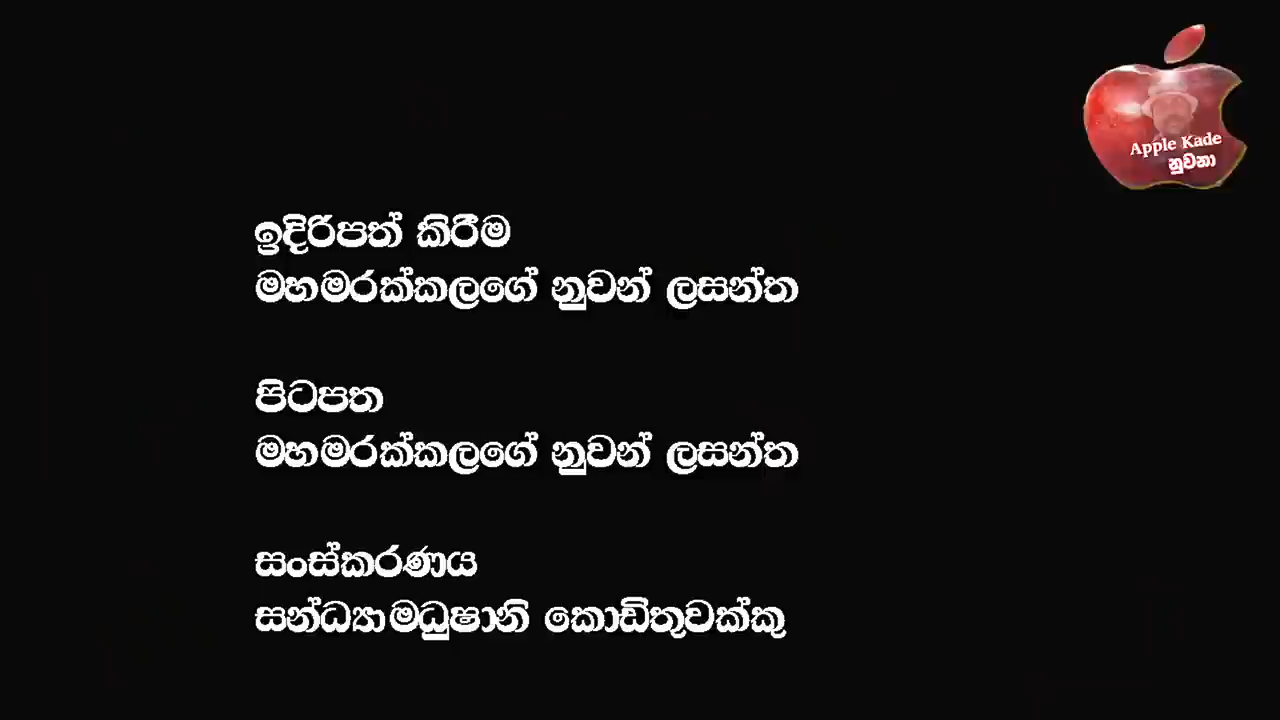 Apple Kade
නුවනා
ඉදිරිපත් කිරීම
මහමරක්කලගේ නුවන් ලසන්ත
පිටපත
මහමරක්කලගේ නුවන් ලසන්ත
සංස්කරණය
සන්ධ්‍යා මධුෂානි කොඩිතුවක්කු